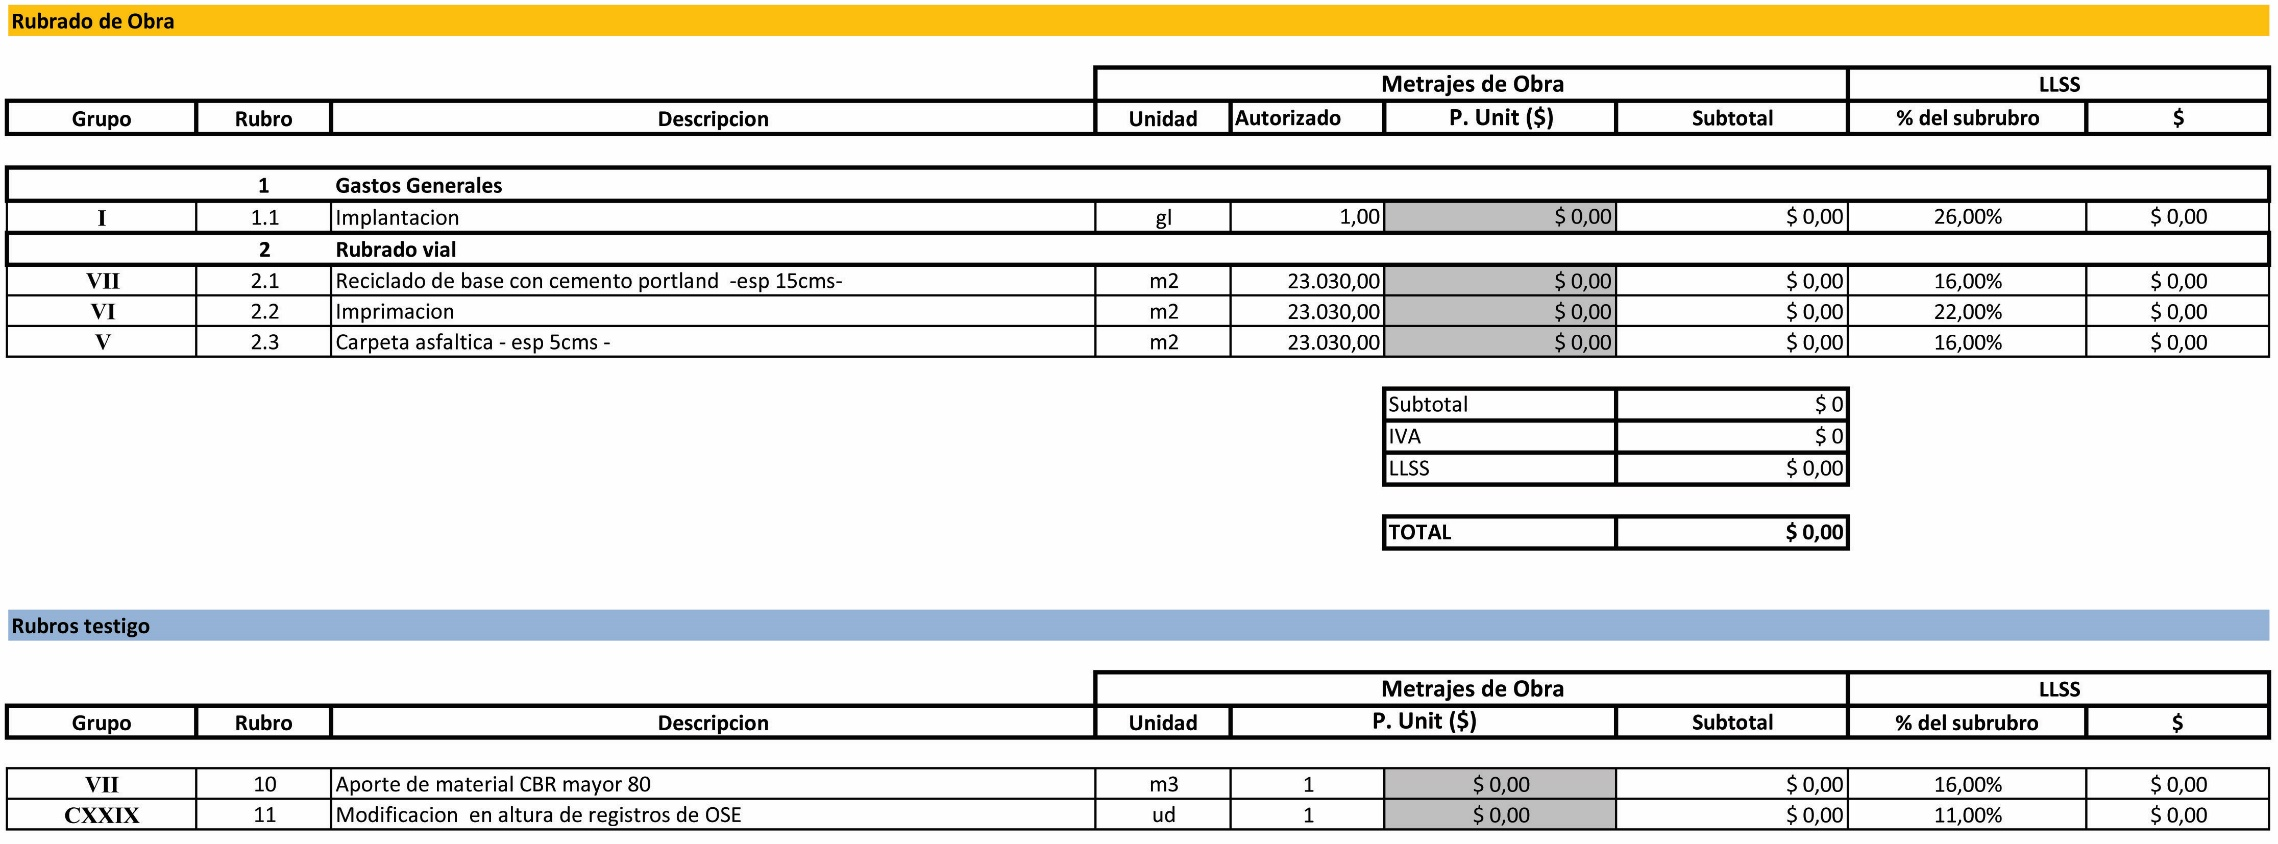 Rubrado de Obra
Metrajes de Obra LLSS
Grupo Rubro Descripcion Unidad Autorizado P. Unit ($) Subtotal % del subrubro $
1 Gastos Generales
I 1.1 Implantacion gl 1,00 $ 0,00 $ 0,00 26,00% $ 0,00
2 Rubrado vial
VII 2.1 Reciclado de base con cemento portland -esp 15cms- m2 23.030,00 $ 0,00 $ 0,00 16,00% $ 0,00
VI 2.2 Imprimacion m2 23.030,00 $ 0,00 $ 0,00 22,00% $ 0,00
V 2.3 Carpeta asfaltica - esp 5cms - m2 23.030,00 $ 0,00 $ 0,00 16,00% $ 0,00
Subtotal $ 0
IVA $ 0
LLSS $ 0,00
TOTAL $ 0,00
Rubros testigo
Metrajes de Obra LLSS
Grupo Rubro Descripcion Unidad P. Unit ($) Subtotal % del subrubro $
VII 10 Aporte de material CBR mayor 80 m3 1 $ 0,00 $ 0,00 16,00% $ 0,00
CXXIX 11 Modificacion en altura de registros de OSE ud 1 $ 0,00 $ 0,00 11,00% $ 0,00